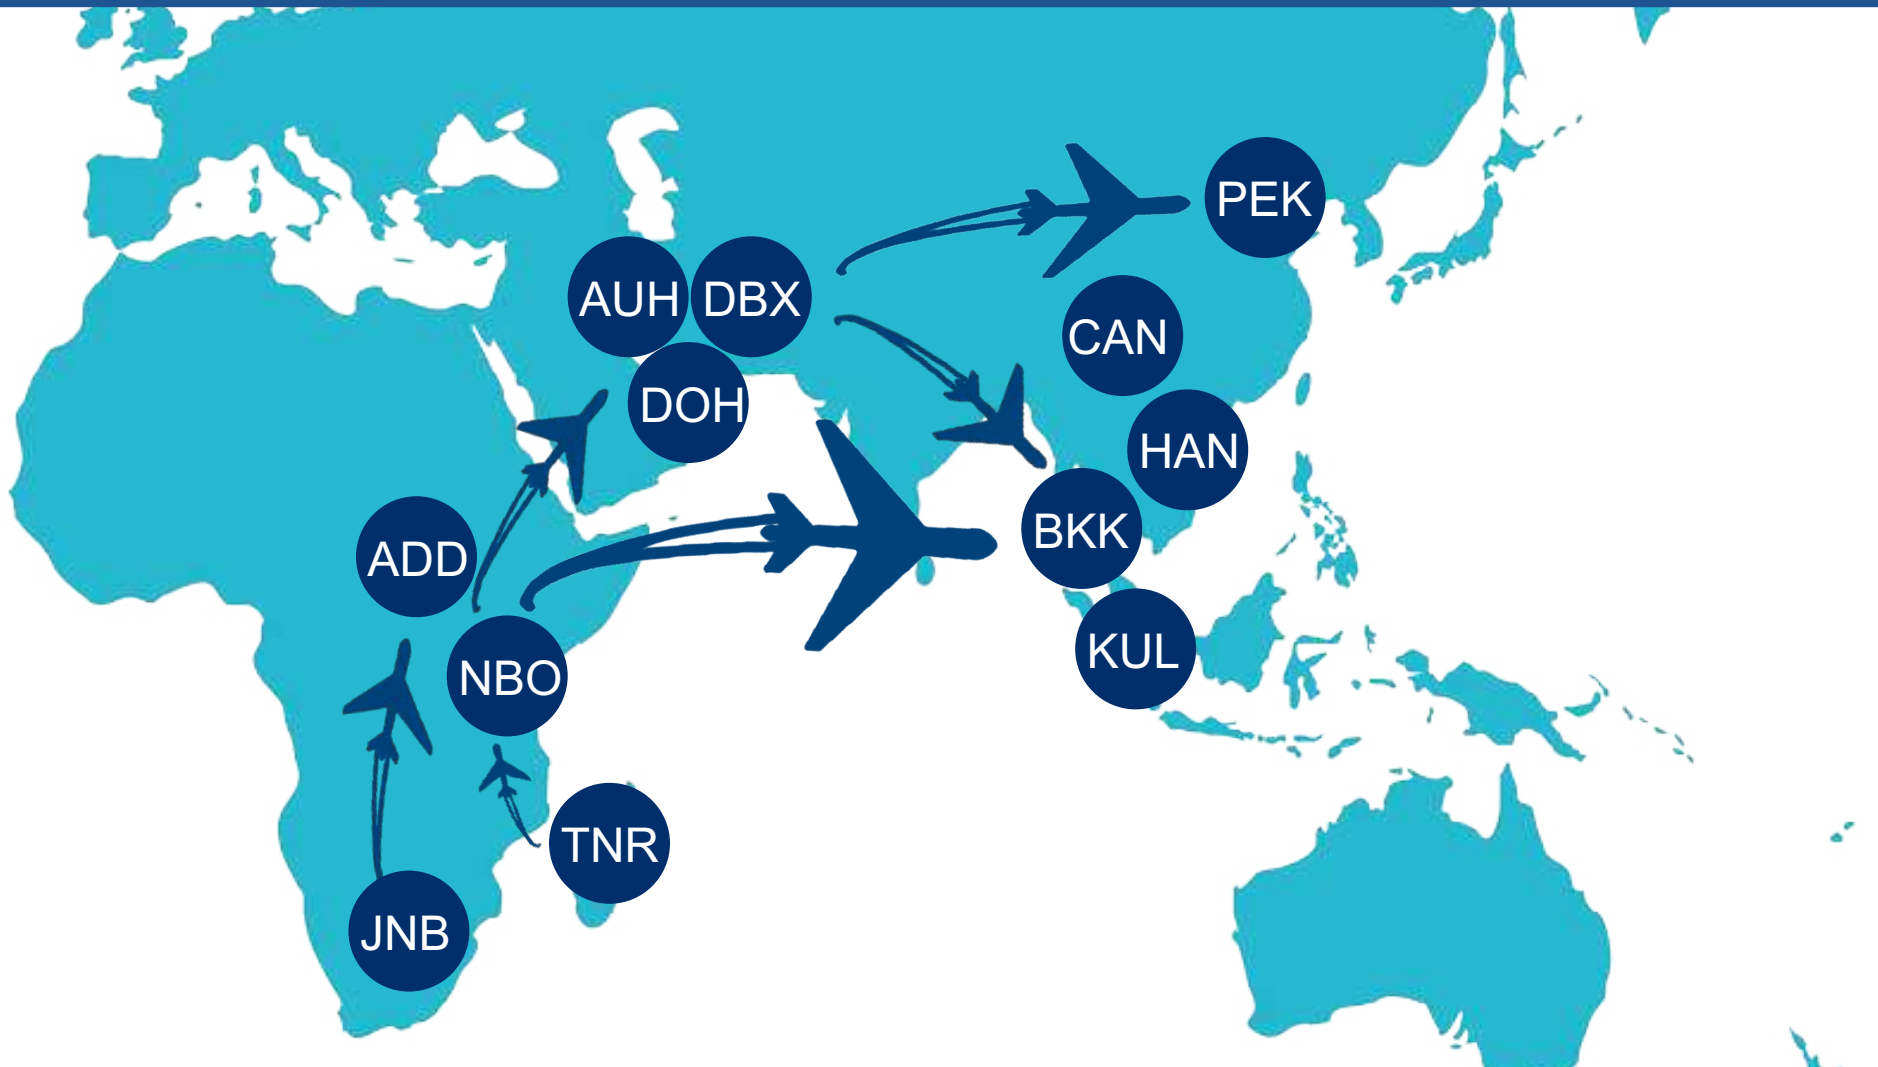 PEK
AUH
DBX
CAN
DOH
HAN
BKK
ADD
KUL
NBO
TNR
JNB